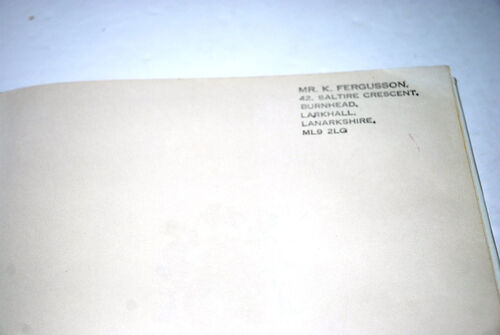 MR. K. FERGUSSON,
42, SALTIRE CRESCENT,
BURNHEAD,
LARKHALL,
LANARKSHIRE,
ML9 2LG